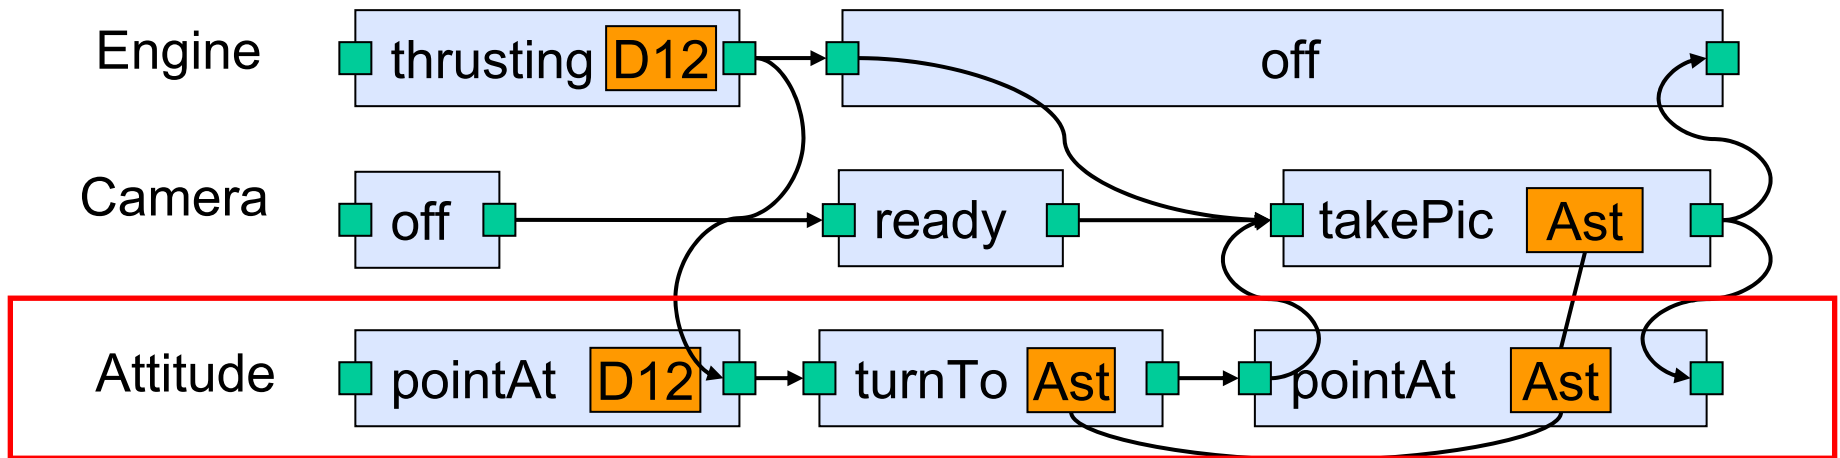 Engine thrusting D12 off
Camera off ready takePic Ast
Attitude pointAt D12 turnTo Ast pointAt Ast